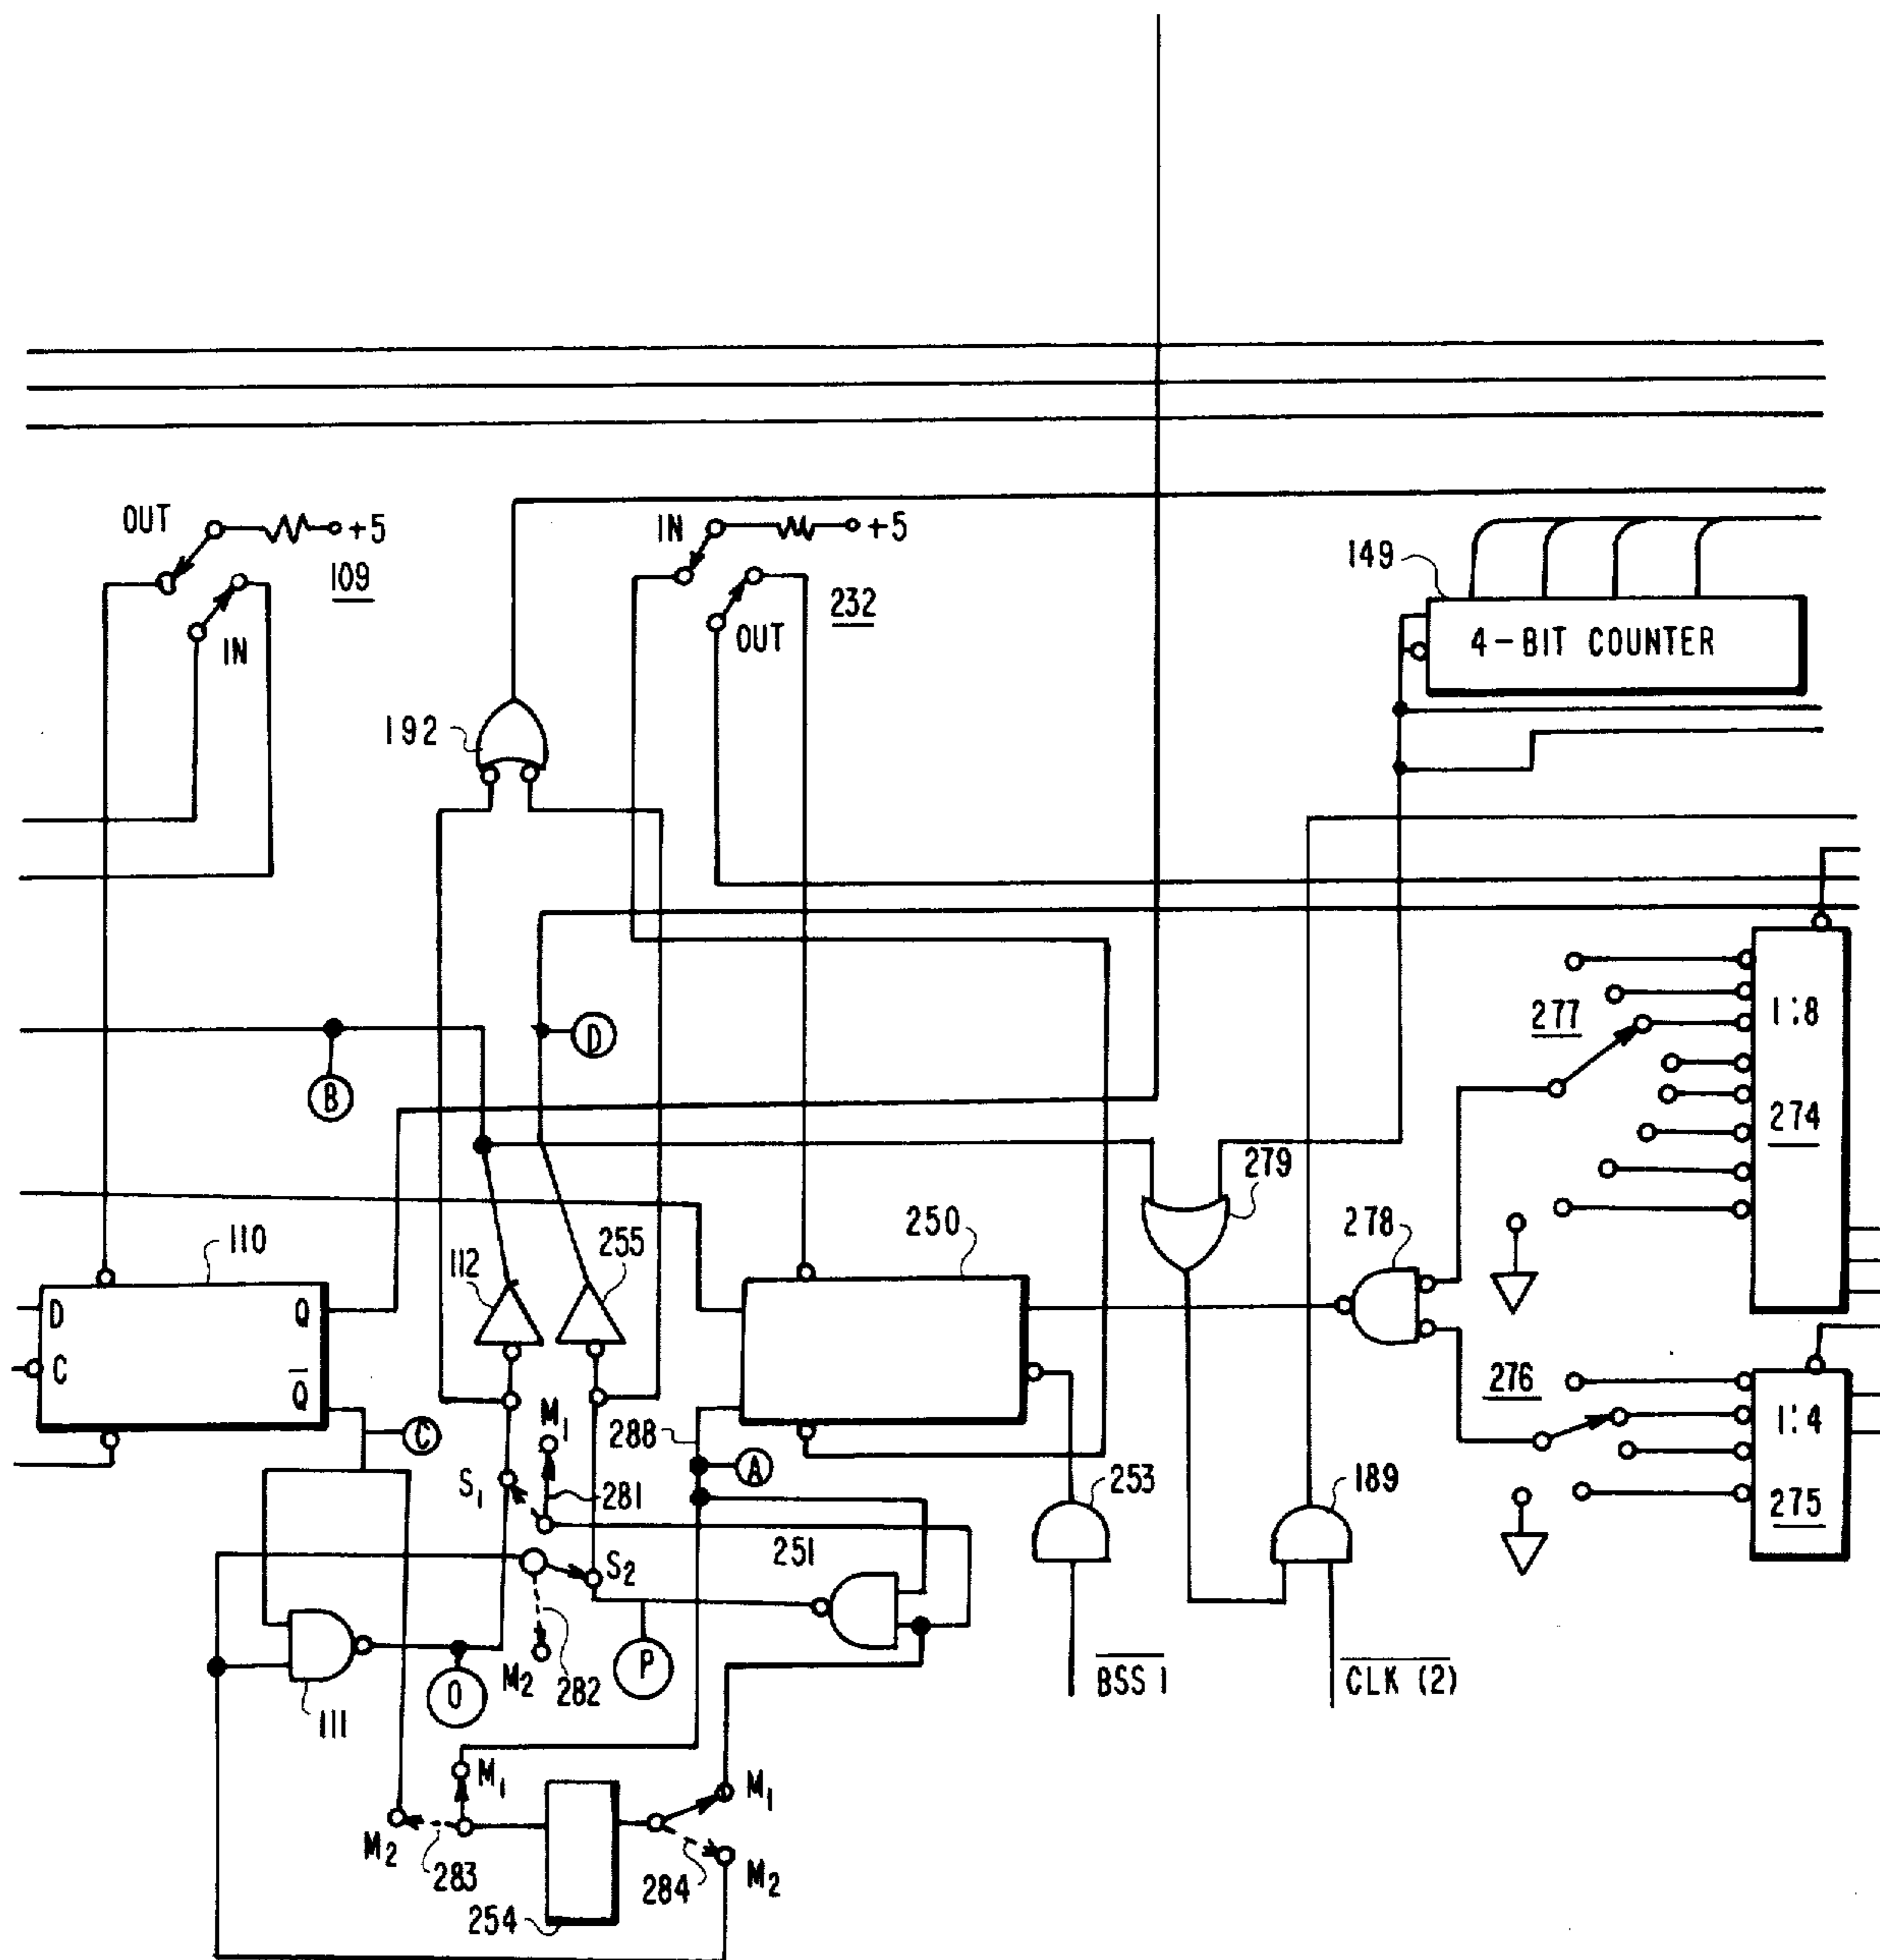 OUT
+5
109
IN
IN
+5
232
OUT
149
4-BIT COUNTER
192
D
B
277
1:8
274
279
110
112
255
250
278
D
Q
C
Q̅
C
M1
288
A
S1
281
251
S2
253
189
276
1:4
275
O
M2
282
P
B̅S̅S̅ ̅1̅
C̅L̅K̅ ̅(̅2̅)̅
111
M1
M1
M2
283
284
M2
254